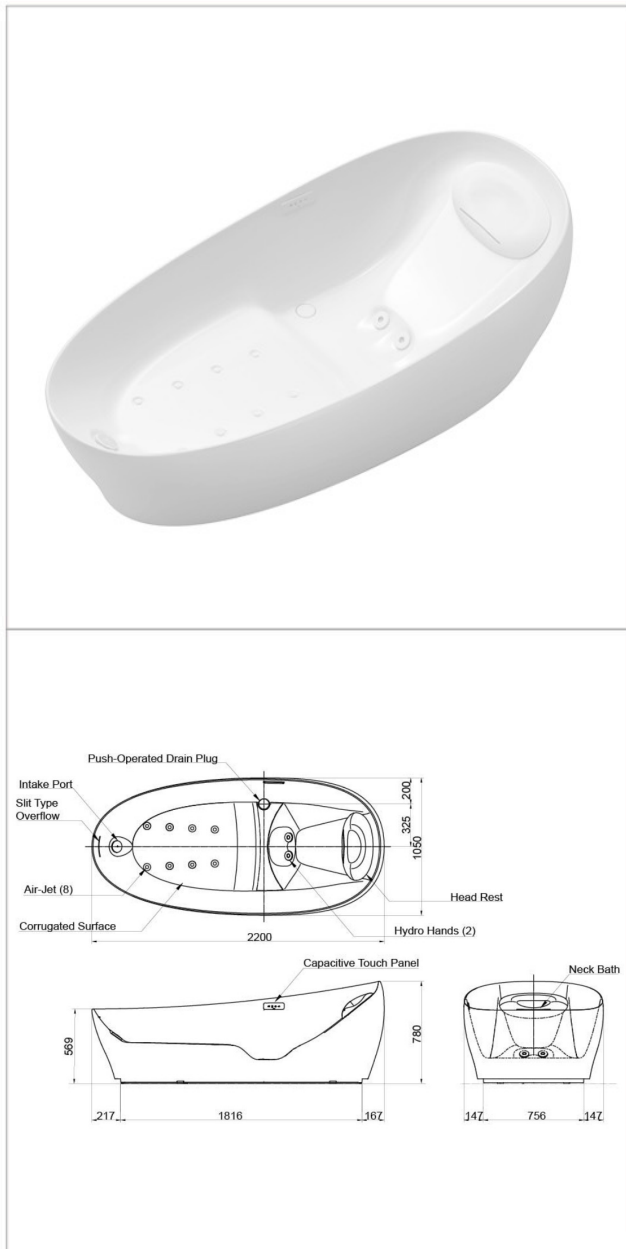 Push-Operated Drain Plug
Intake Port
Slit Type
Overflow
200
325
1050
Air-Jet (8)
Head Rest
Corrugated Surface
Hydro Hands (2)
2200
Capacitive Touch Panel
Neck Bath
569
780
217
1816
167
147
756
147